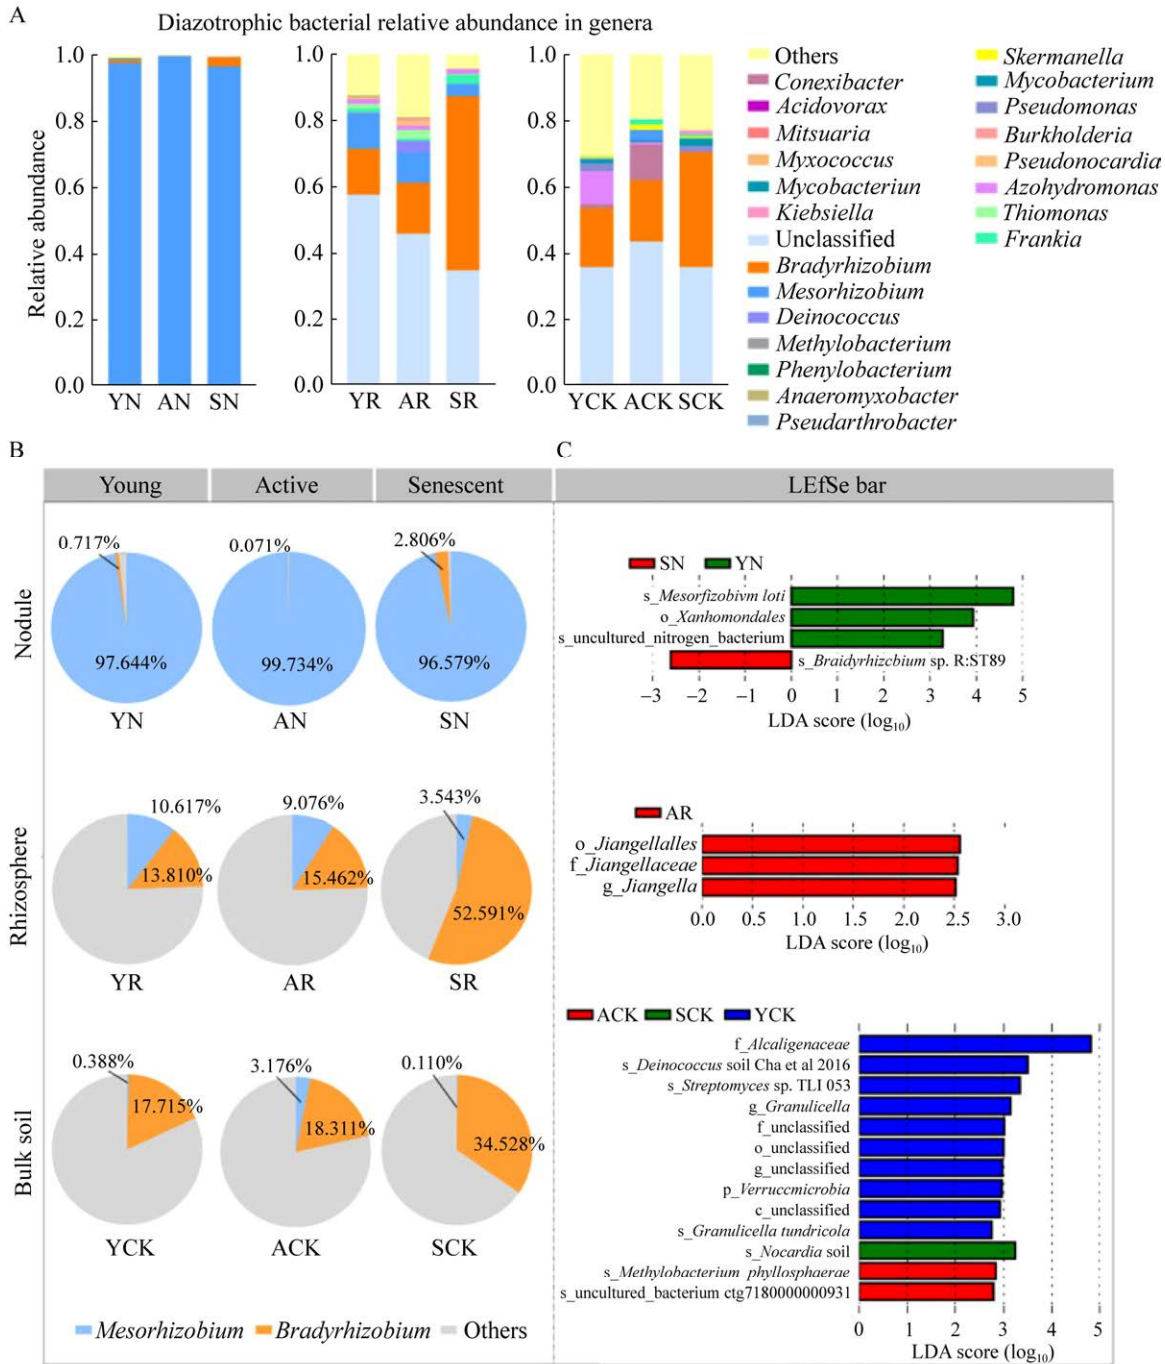 A
Diazotrophic bacterial relative abundance in genera
Relative abundance
1.0
0.8
0.6
0.4
0.2
0.0
YN AN SN
1.0
0.8
0.6
0.4
0.2
0.0
YR AR SR
1.0
0.8
0.6
0.4
0.2
0.0
YCK ACK SCK
Others
Conexibacter
Acidovorax
Mitsuaria
Myxococcus
Mycobacteriun
Kiebsiella
Unclassified
Bradyrhizobium
Mesorhizobium
Deinococcus
Methylobacterium
Phenylobacterium
Anaeromyxobacter
Pseudarthrobacter
Skermanella
Mycobacterium
Pseudomonas
Burkholderia
Pseudonocardia
Azohydromonas
Thiomonas
Frankia
B
Young Active Senescent
Nodule
0.717%
97.644%
YN
0.071%
99.734%
AN
2.806%
96.579%
SN
Rhizosphere
10.617%
13.810%
YR
9.076%
15.462%
AR
3.543%
52.591%
SR
Bulk soil
0.388%
17.715%
YCK
3.176%
18.311%
ACK
0.110%
34.528%
SCK
Mesorhizobium Bradyrhizobium Others
C
LEfSe bar
SN YN
s_Mesorfizobivm loti
o_Xanhomondales
s_uncultured_nitrogen_bacterium
s_Braidyrhizcbium sp. R:ST89
−3 −2 −1 0 1 2 3 4 5
LDA score (log10)
AR
o_Jiangellalles
f_Jiangellaceae
g_Jiangella
0.0 0.5 1.0 1.5 2.0 2.5 3.0
LDA score (log10)
ACK SCK YCK
f_Alcaligenaceae
s_Deinococcus soil Cha et al 2016
s_Streptomyces sp. TLI 053
g_Granulicella
f_unclassified
o_unclassified
g_unclassified
p_Verrucmicrobia
c_unclassified
s_Granulicella tundricola
s_Nocardia soil
s_Methylobacterium phyllosphaerae
s_uncultured_bacterium ctg7180000000931
0 1 2 3 4 5
LDA score (log10)